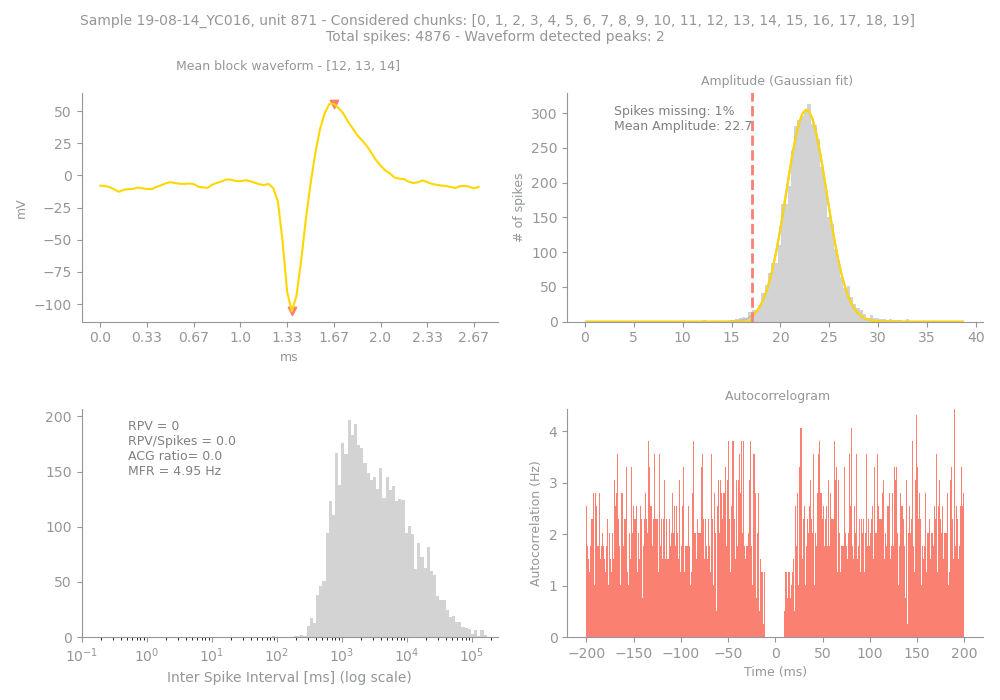 Sample 19-08-14_YC016, unit 871 - Considered chunks: [0, 1, 2, 3, 4, 5, 6, 7, 8, 9, 10, 11, 12, 13, 14, 15, 16, 17, 18, 19]
Total spikes: 4876 - Waveform detected peaks: 2
Mean block waveform - [12, 13, 14]
50
25
0
−25
−50
−75
−100
mV
0.0 0.33 0.67 1.0 1.33 1.67 2.0 2.33 2.67
ms
Amplitude (Gaussian fit)
Spikes missing: 1%
Mean Amplitude: 22.7
300
250
200
150
100
50
0
# of spikes
0 5 10 15 20 25 30 35 40
RPV = 0
RPV/Spikes = 0.0
ACG ratio= 0.0
MFR = 4.95 Hz
200
150
100
50
0
10⁻¹ 10⁰ 10¹ 10² 10³ 10⁴ 10⁵
Inter Spike Interval [ms] (log scale)
Autocorrelogram
4
3
2
1
0
Autocorrelation (Hz)
−200 −150 −100 −50 0 50 100 150 200
Time (ms)